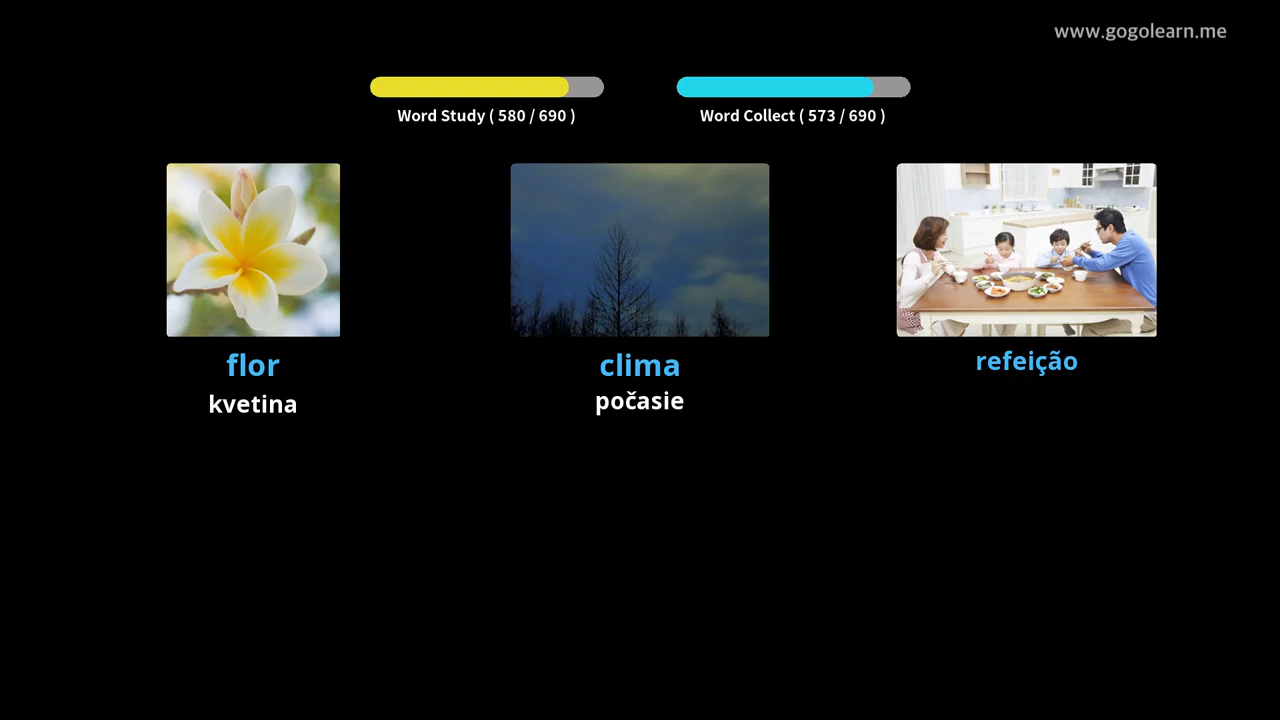 www.gogolearn.me
Word Study ( 580 / 690 )
Word Collect ( 573 / 690 )
flor
kvetina
clima
počasie
refeição